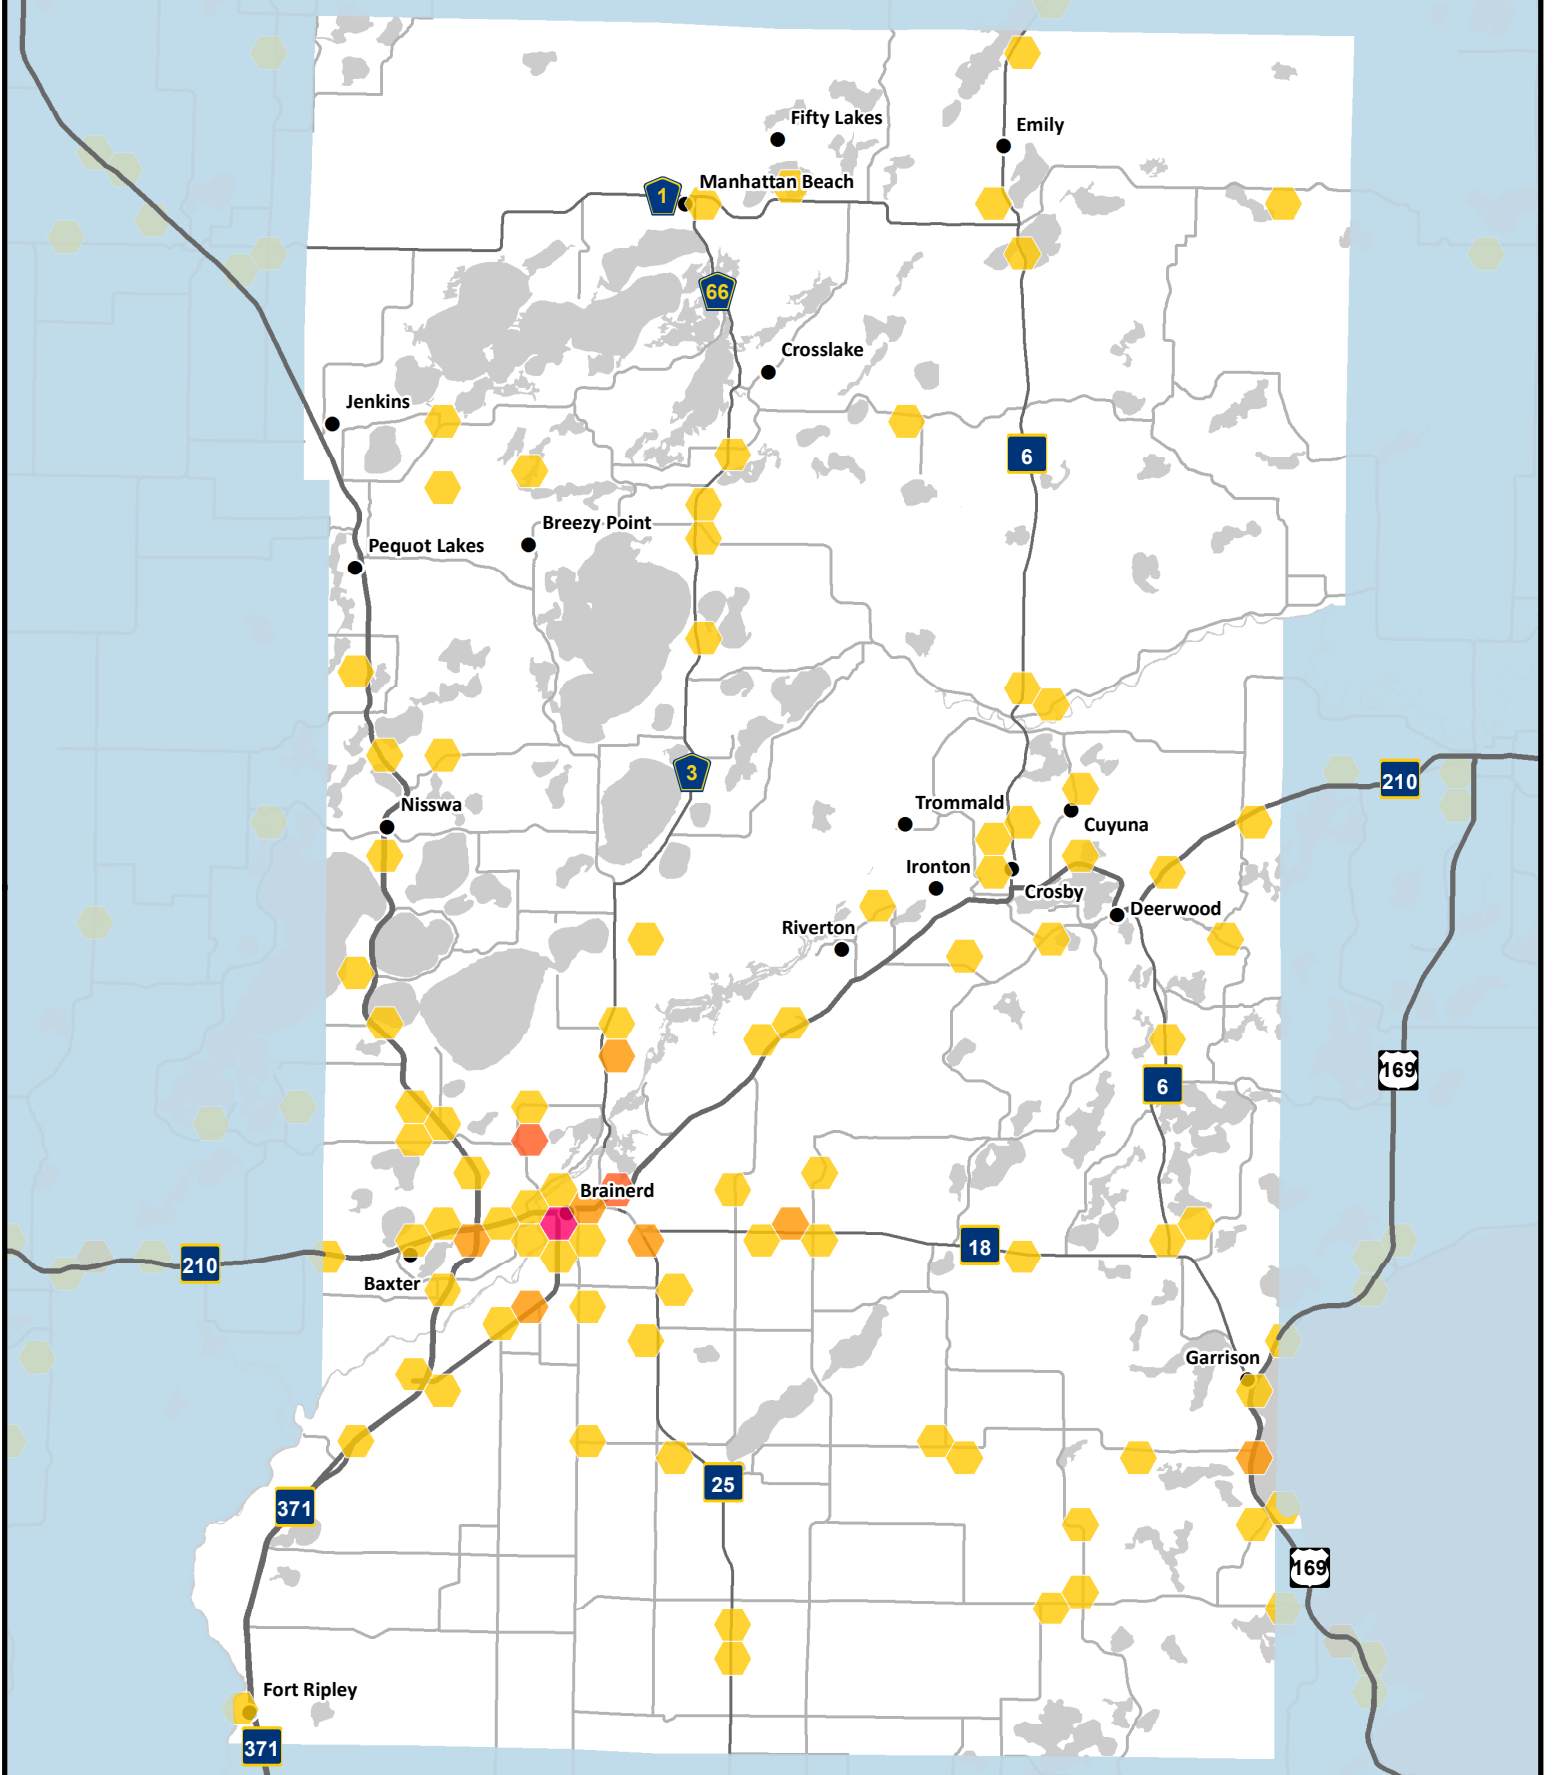 Fifty Lakes
Emily
Manhattan Beach
1
66
Crosslake
Jenkins
6
Breezy Point
Pequot Lakes
3
210
Nisswa
Trommald
Cuyuna
Ironton
Crosby
Deerwood
Riverton
169
6
Brainerd
18
210
Baxter
Garrison
25
371
169
Fort Ripley
371